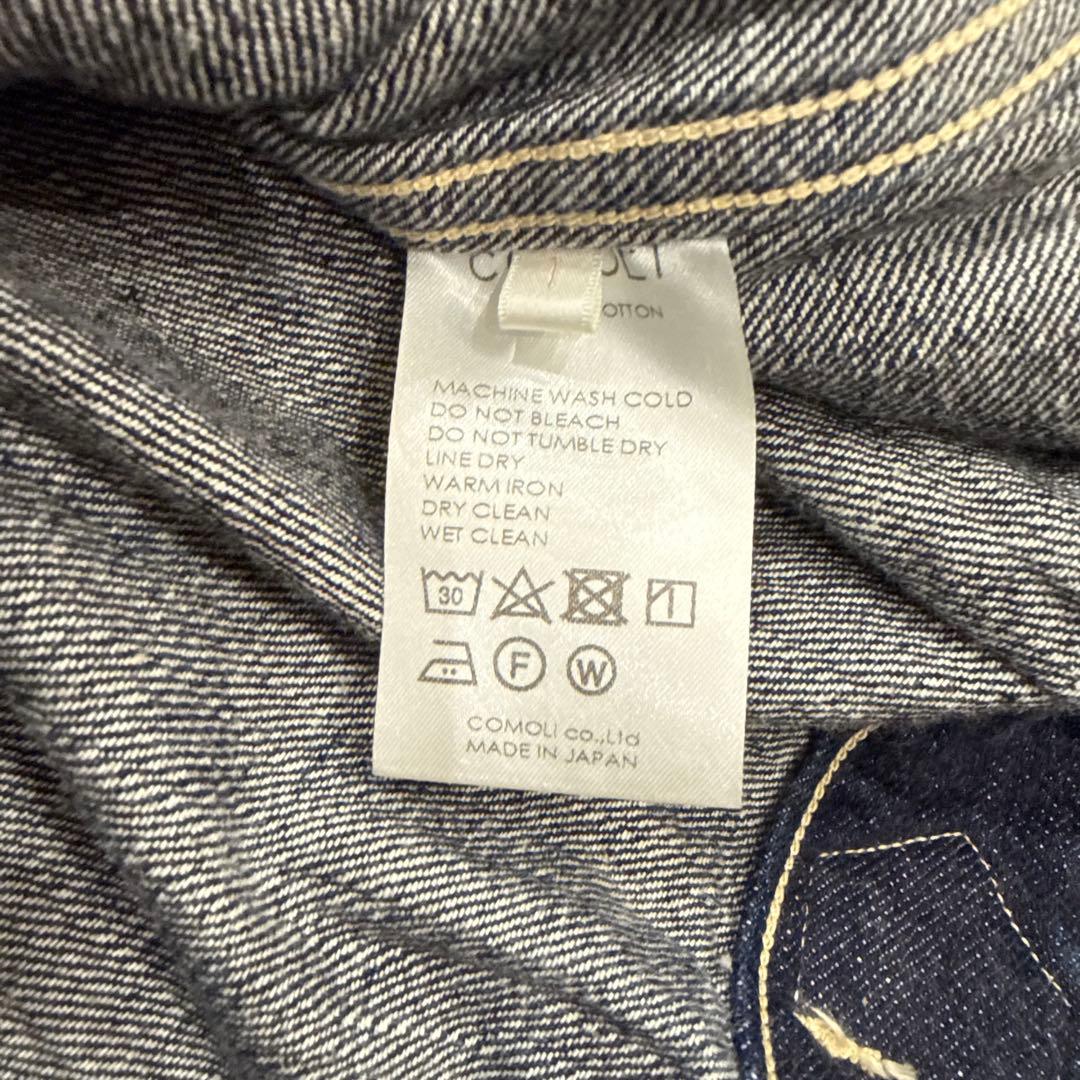 1
MACHINE WASH COLD
DO NOT BLEACH
DO NOT TUMBLE DRY
LINE DRY
WARM IRON
DRY CLEAN
WET CLEAN
30
F W
COMOLI co.,Ltd
MADE IN JAPAN